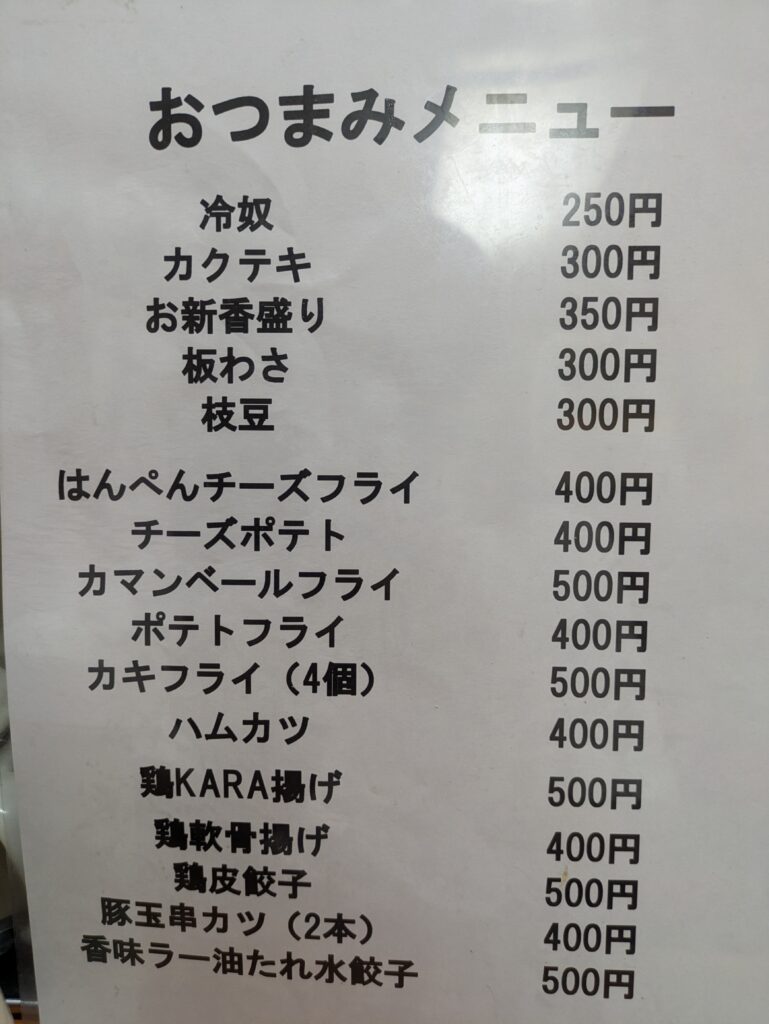 おつまみメニュー
冷奴 250円
カクテキ 300円
お新香盛り 350円
板わさ 300円
枝豆 300円
はんぺんチーズフライ 400円
チーズポテト 400円
カマンベールフライ 500円
ポテトフライ 400円
カキフライ（4個） 500円
ハムカツ 400円
鶏KARA揚げ 500円
鶏軟骨揚げ 400円
鶏皮餃子 500円
豚玉串カツ（2本） 400円
香味ラー油たれ水餃子 500円